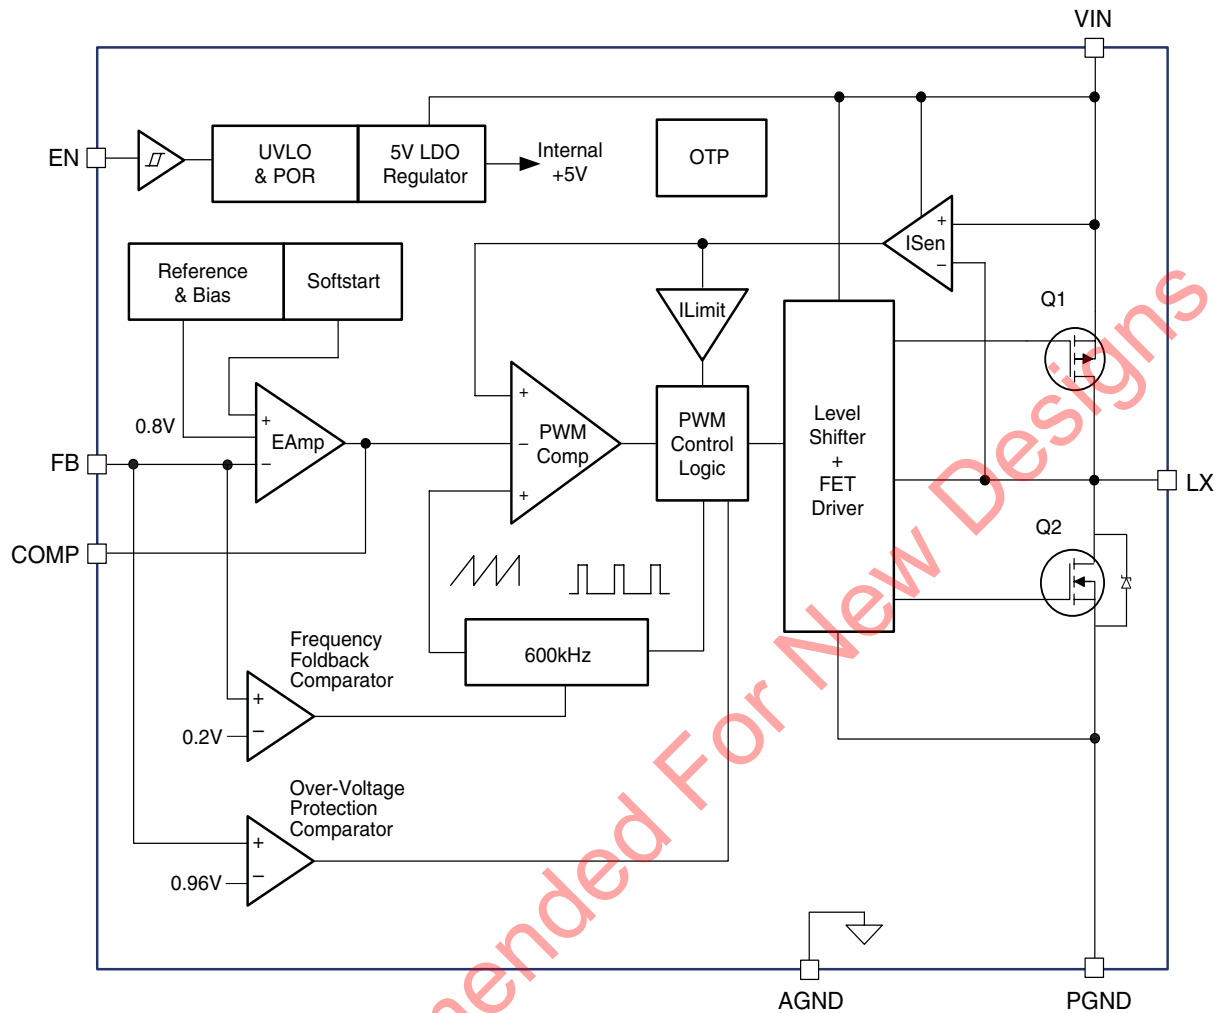 VIN
EN
UVLO
& POR
5V LDO
Regulator
Internal
+5V
OTP
+
ISen
−
Reference
& Bias
Softstart
ILimit
Q1
0.8V
+
EAmp
−
+
−
+
PWM
Comp
PWM
Control
Logic
Level
Shifter
+
FET
Driver
FB
LX
COMP
Q2
600kHz
Frequency
Foldback
Comparator
+
−
0.2V
Over-Voltage
Protection
Comparator
+
−
0.96V
AGND
PGND
mended For New Designs